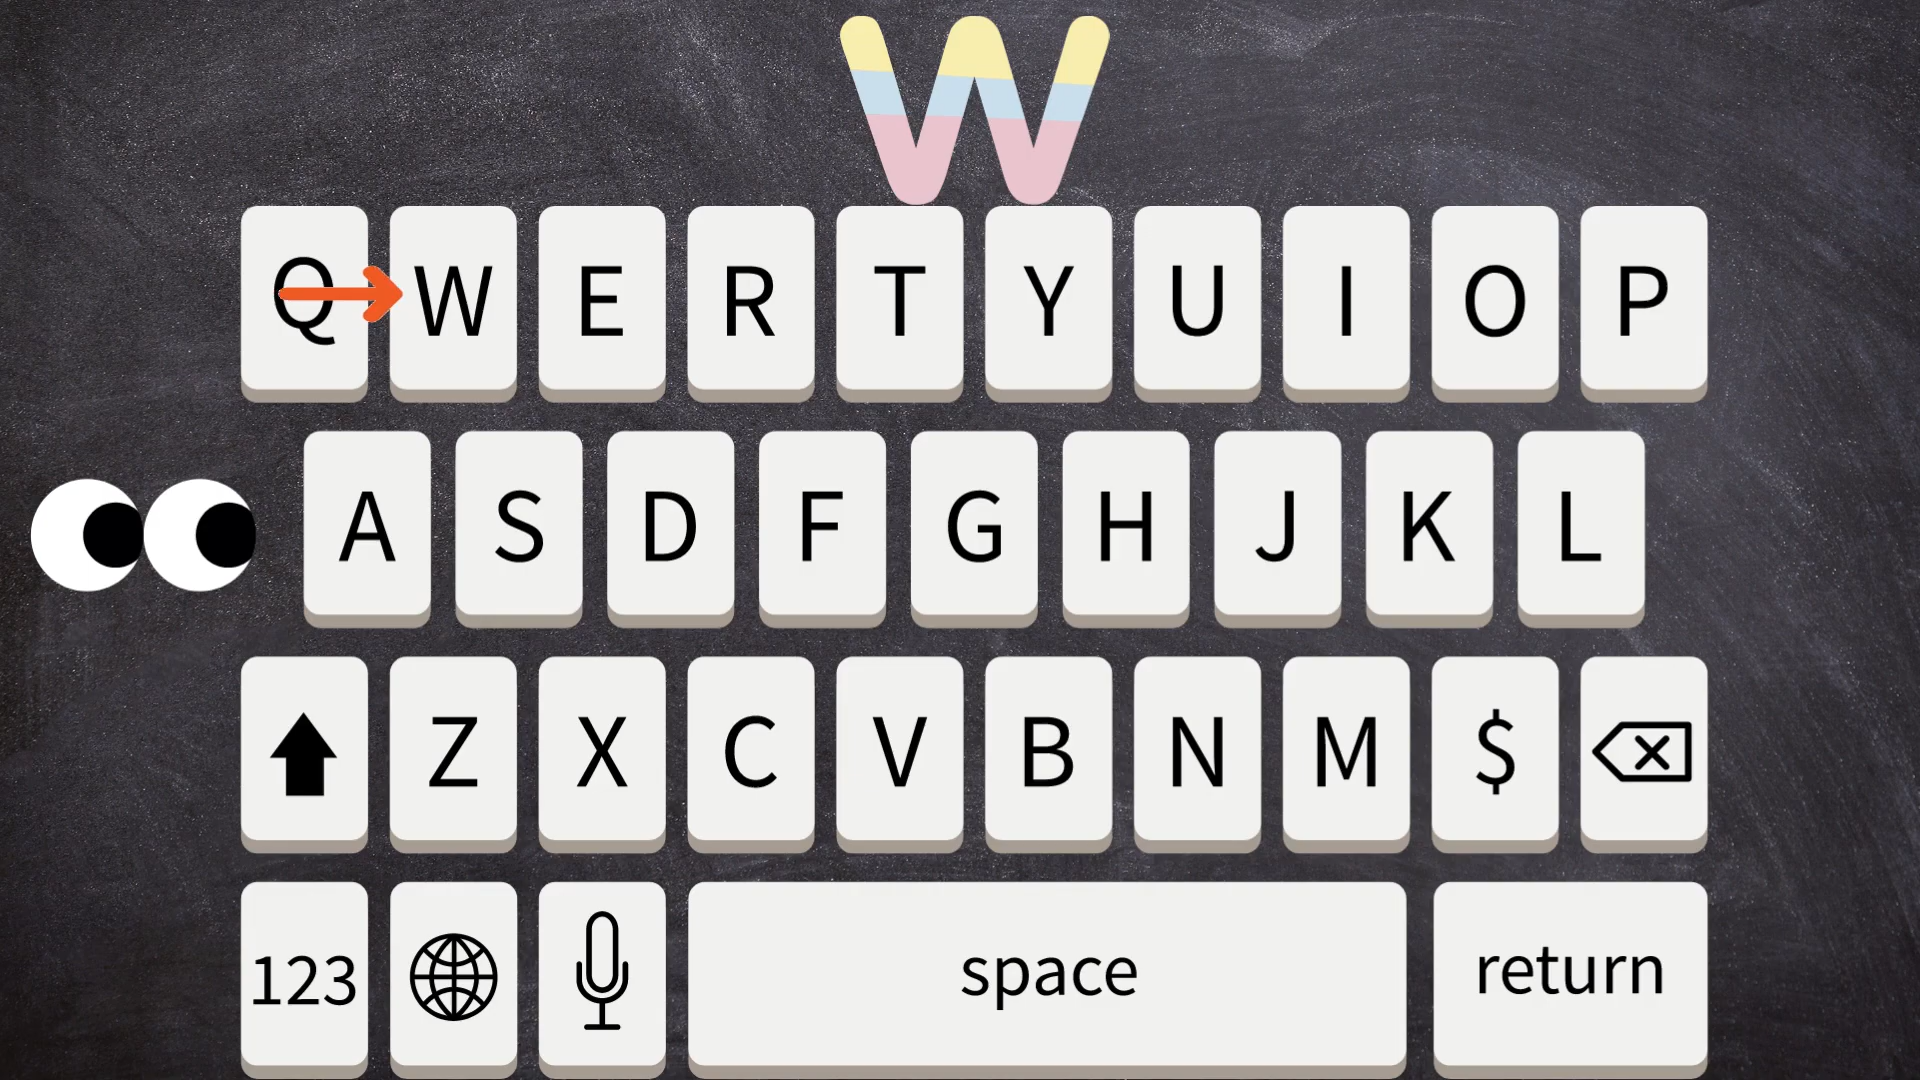 W
Q W E R T Y U I O P
A S D F G H J K L
Z X C V B N M $
123 space return